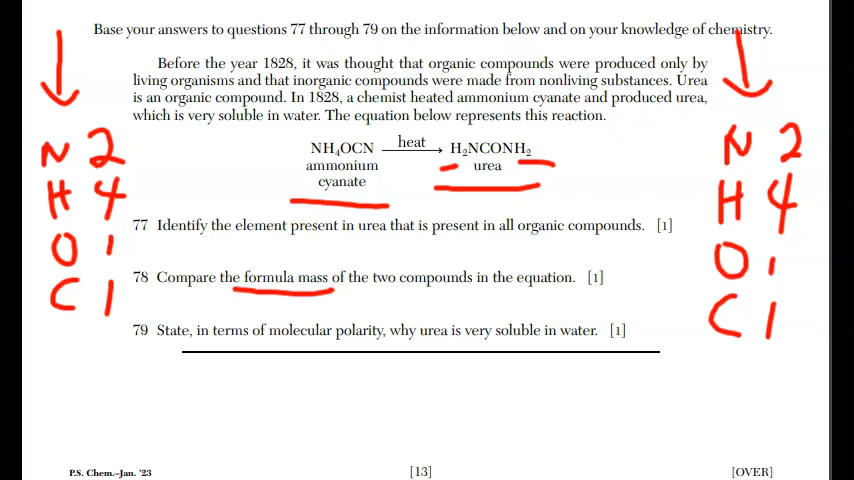 Base your answers to questions 77 through 79 on the information below and on your knowledge of chemistry.
Before the year 1828, it was thought that organic compounds were produced only by
living organisms and that inorganic compounds were made from nonliving substances. Urea
is an organic compound. In 1828, a chemist heated ammonium cyanate and produced urea,
which is very soluble in water. The equation below represents this reaction.
NH₄OCN heat → H₂NCONH₂
ammonium urea
cyanate
N 2
H 4
O 1
C 1
N 2
H 4
O 1
C 1
77 Identify the element present in urea that is present in all organic compounds. [1]
78 Compare the formula mass of the two compounds in the equation. [1]
79 State, in terms of molecular polarity, why urea is very soluble in water. [1]
P.S. Chem.–Jan. '23 [13] [OVER]